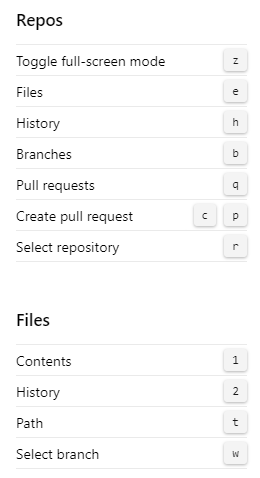 Repos
Toggle full-screen mode z
Files e
History h
Branches b
Pull requests q
Create pull request c p
Select repository r
Files
Contents 1
History 2
Path t
Select branch w